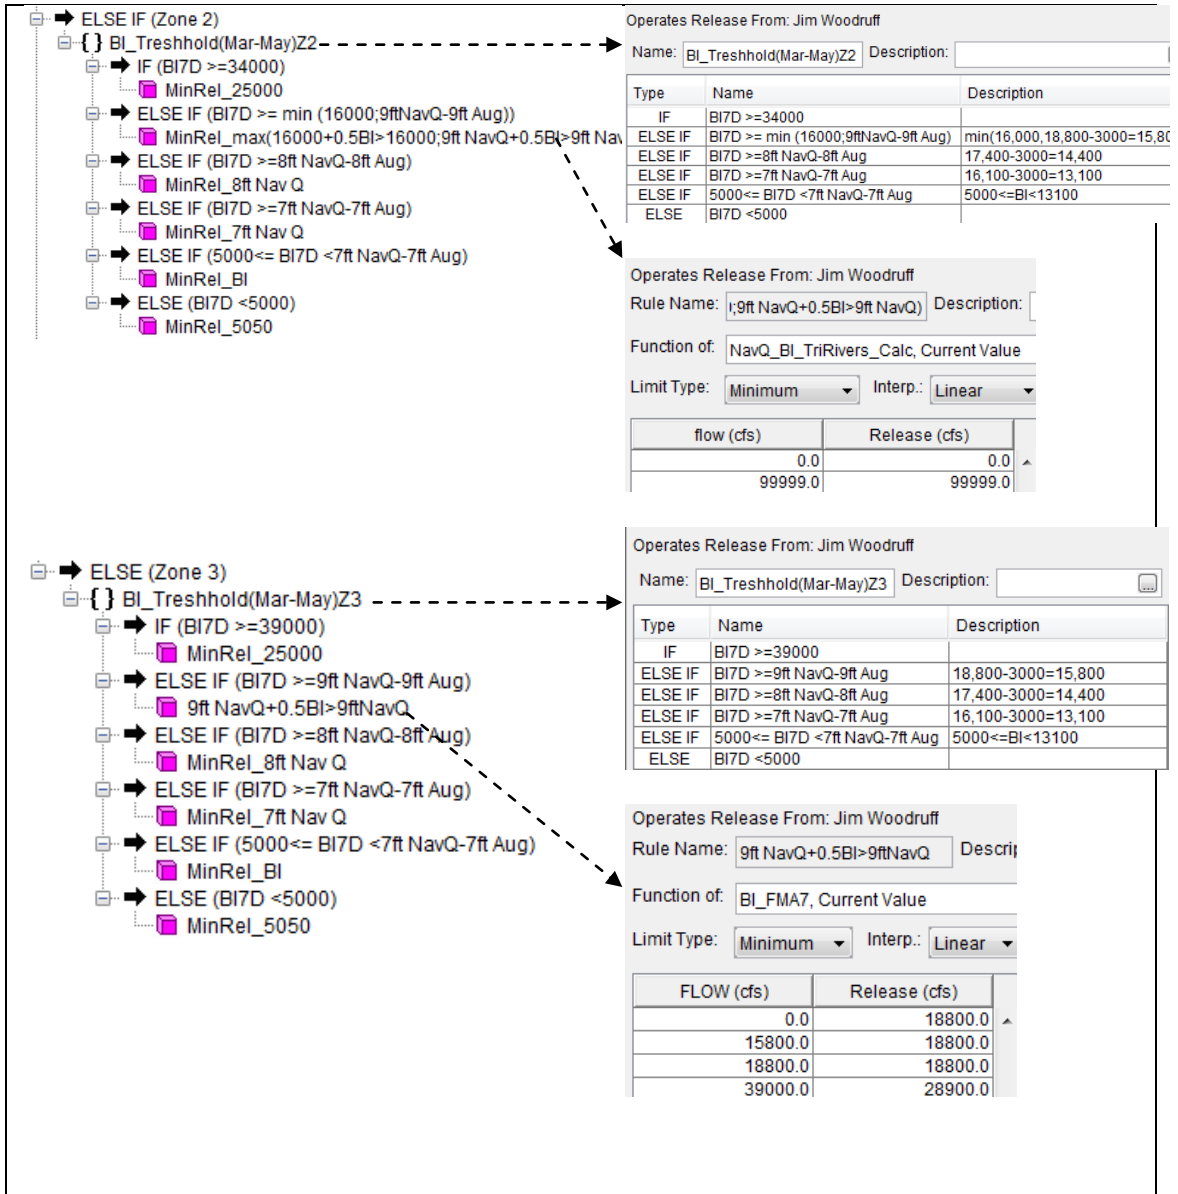 ELSE IF (Zone 2)
BI_Treshhold(Mar-May)Z2
IF (BI7D >=34000)
MinRel_25000
ELSE IF (BI7D >= min (16000;9ftNavQ-9ft Aug))
MinRel_max(16000+0.5BI>16000;9ft NavQ+0.5BI>9ft Nav
ELSE IF (BI7D >=8ft NavQ-8ft Aug)
MinRel_8ft Nav Q
ELSE IF (BI7D >=7ft NavQ-7ft Aug)
MinRel_7ft Nav Q
ELSE IF (5000<= BI7D <7ft NavQ-7ft Aug)
MinRel_BI
ELSE (BI7D <5000)
MinRel_5050
Operates Release From: Jim Woodruff
Name: BI_Treshhold(Mar-May)Z2 Description:
Type Name Description
IF BI7D >=34000
ELSE IF BI7D >= min (16000;9ftNavQ-9ft Aug) min(16,000,18,800-3000=15,80
ELSE IF BI7D >=8ft NavQ-8ft Aug 17,400-3000=14,400
ELSE IF BI7D >=7ft NavQ-7ft Aug 16,100-3000=13,100
ELSE IF 5000<= BI7D <7ft NavQ-7ft Aug 5000<=BI<13100
ELSE BI7D <5000
Operates Release From: Jim Woodruff
Rule Name: ;9ft NavQ+0.5BI>9ft NavQ) Description:
Function of: NavQ_BI_TriRivers_Calc, Current Value
Limit Type: Minimum Interp.: Linear
flow (cfs) Release (cfs)
0.0 0.0
99999.0 99999.0
ELSE (Zone 3)
BI_Treshhold(Mar-May)Z3
IF (BI7D >=39000)
MinRel_25000
ELSE IF (BI7D >=9ft NavQ-9ft Aug)
9ft NavQ+0.5BI>9ftNavQ
ELSE IF (BI7D >=8ft NavQ-8ft Aug)
MinRel_8ft Nav Q
ELSE IF (BI7D >=7ft NavQ-7ft Aug)
MinRel_7ft Nav Q
ELSE IF (5000<= BI7D <7ft NavQ-7ft Aug)
MinRel_BI
ELSE (BI7D <5000)
MinRel_5050
Operates Release From: Jim Woodruff
Name: BI_Treshhold(Mar-May)Z3 Description: ...
Type Name Description
IF BI7D >=39000
ELSE IF BI7D >=9ft NavQ-9ft Aug 18,800-3000=15,800
ELSE IF BI7D >=8ft NavQ-8ft Aug 17,400-3000=14,400
ELSE IF BI7D >=7ft NavQ-7ft Aug 16,100-3000=13,100
ELSE IF 5000<= BI7D <7ft NavQ-7ft Aug 5000<=BI<13100
ELSE BI7D <5000
Operates Release From: Jim Woodruff
Rule Name: 9ft NavQ+0.5BI>9ftNavQ Descrip
Function of: BI_FMA7, Current Value
Limit Type: Minimum Interp.: Linear
FLOW (cfs) Release (cfs)
0.0 18800.0
15800.0 18800.0
18800.0 18800.0
39000.0 28900.0